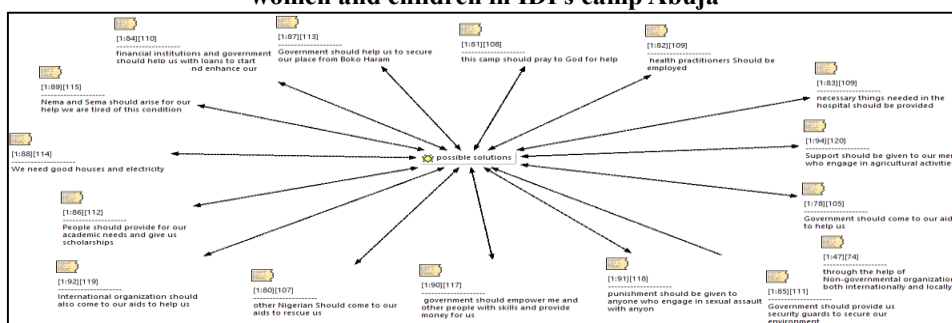 women and children in IDPs camp Abuja
[1:84][110]
financial institutions and government
should help us with loans to start
nd enhance our
[1:87][113]
Government should help us to secure
our place from Boko Haram
[1:81][108]
this camp should pray to God for help
[1:82][109]
health practitioners Should be
employed
[1:89][115]
Nema and Sema should arise for our
help we are tired of this condition
[1:83][109]
necessary things needed in the
hospital should be provided
[1:88][114]
We need good houses and electricity
possible solutions
[1:94][120]
Support should be given to our men
who engage in agricultural activities
[1:86][112]
People should provide for our
academic needs and give us
scholarships
[1:78][105]
Government should come to our aids
to help us
[1:92][119]
International organization should
also come to our aids to help us
[1:80][107]
other Nigerian Should come to our
aids to rescue us
[1:90][117]
government should empower me and
other people with skills and provide
money for us
[1:91][118]
punishment should be given to
anyone who engage in sexual assault
with anyon
[1:47][74]
through the help of
Non-governmental organization
both internationally and locally
[1:85][111]
Government should provide us
security guards to secure our
environment